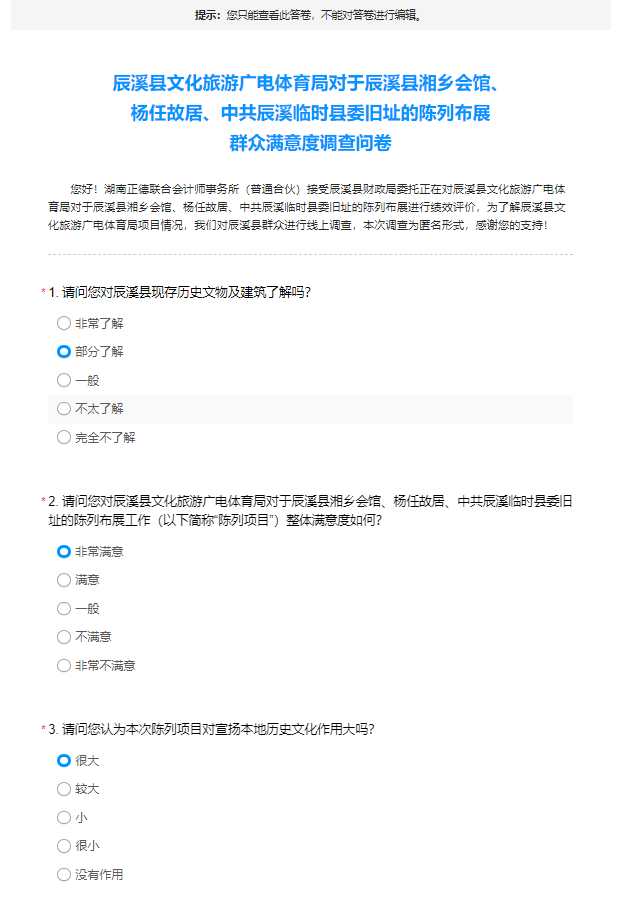 提示：您只能查看此答卷，不能对答卷进行编辑。
辰溪县文化旅游广电体育局对于辰溪县湘乡会馆、
杨任故居、中共辰溪临时县委旧址的陈列布展
群众满意度调查问卷
您好！湖南正德联合会计师事务所（普通合伙）接受辰溪县财政局委托正在对辰溪县文化旅游广电体
育局对于辰溪县湘乡会馆、杨任故居、中共辰溪临时县委旧址的陈列布展进行绩效评价，为了解辰溪县文
化旅游广电体育局项目情况，我们对辰溪县群众进行线上调查，本次调查为匿名形式，感谢您的支持！
*1. 请问您对辰溪县现存历史文物及建筑了解吗？
非常了解
部分了解
一般
不太了解
完全不了解
*2. 请问您对辰溪县文化旅游广电体育局对于辰溪县湘乡会馆、杨任故居、中共辰溪临时县委旧
址的陈列布展工作（以下简称“陈列项目”）整体满意度如何？
非常满意
满意
一般
不满意
非常不满意
*3. 请问您认为本次陈列项目对宣扬本地历史文化作用大吗？
很大
较大
小
很小
没有作用